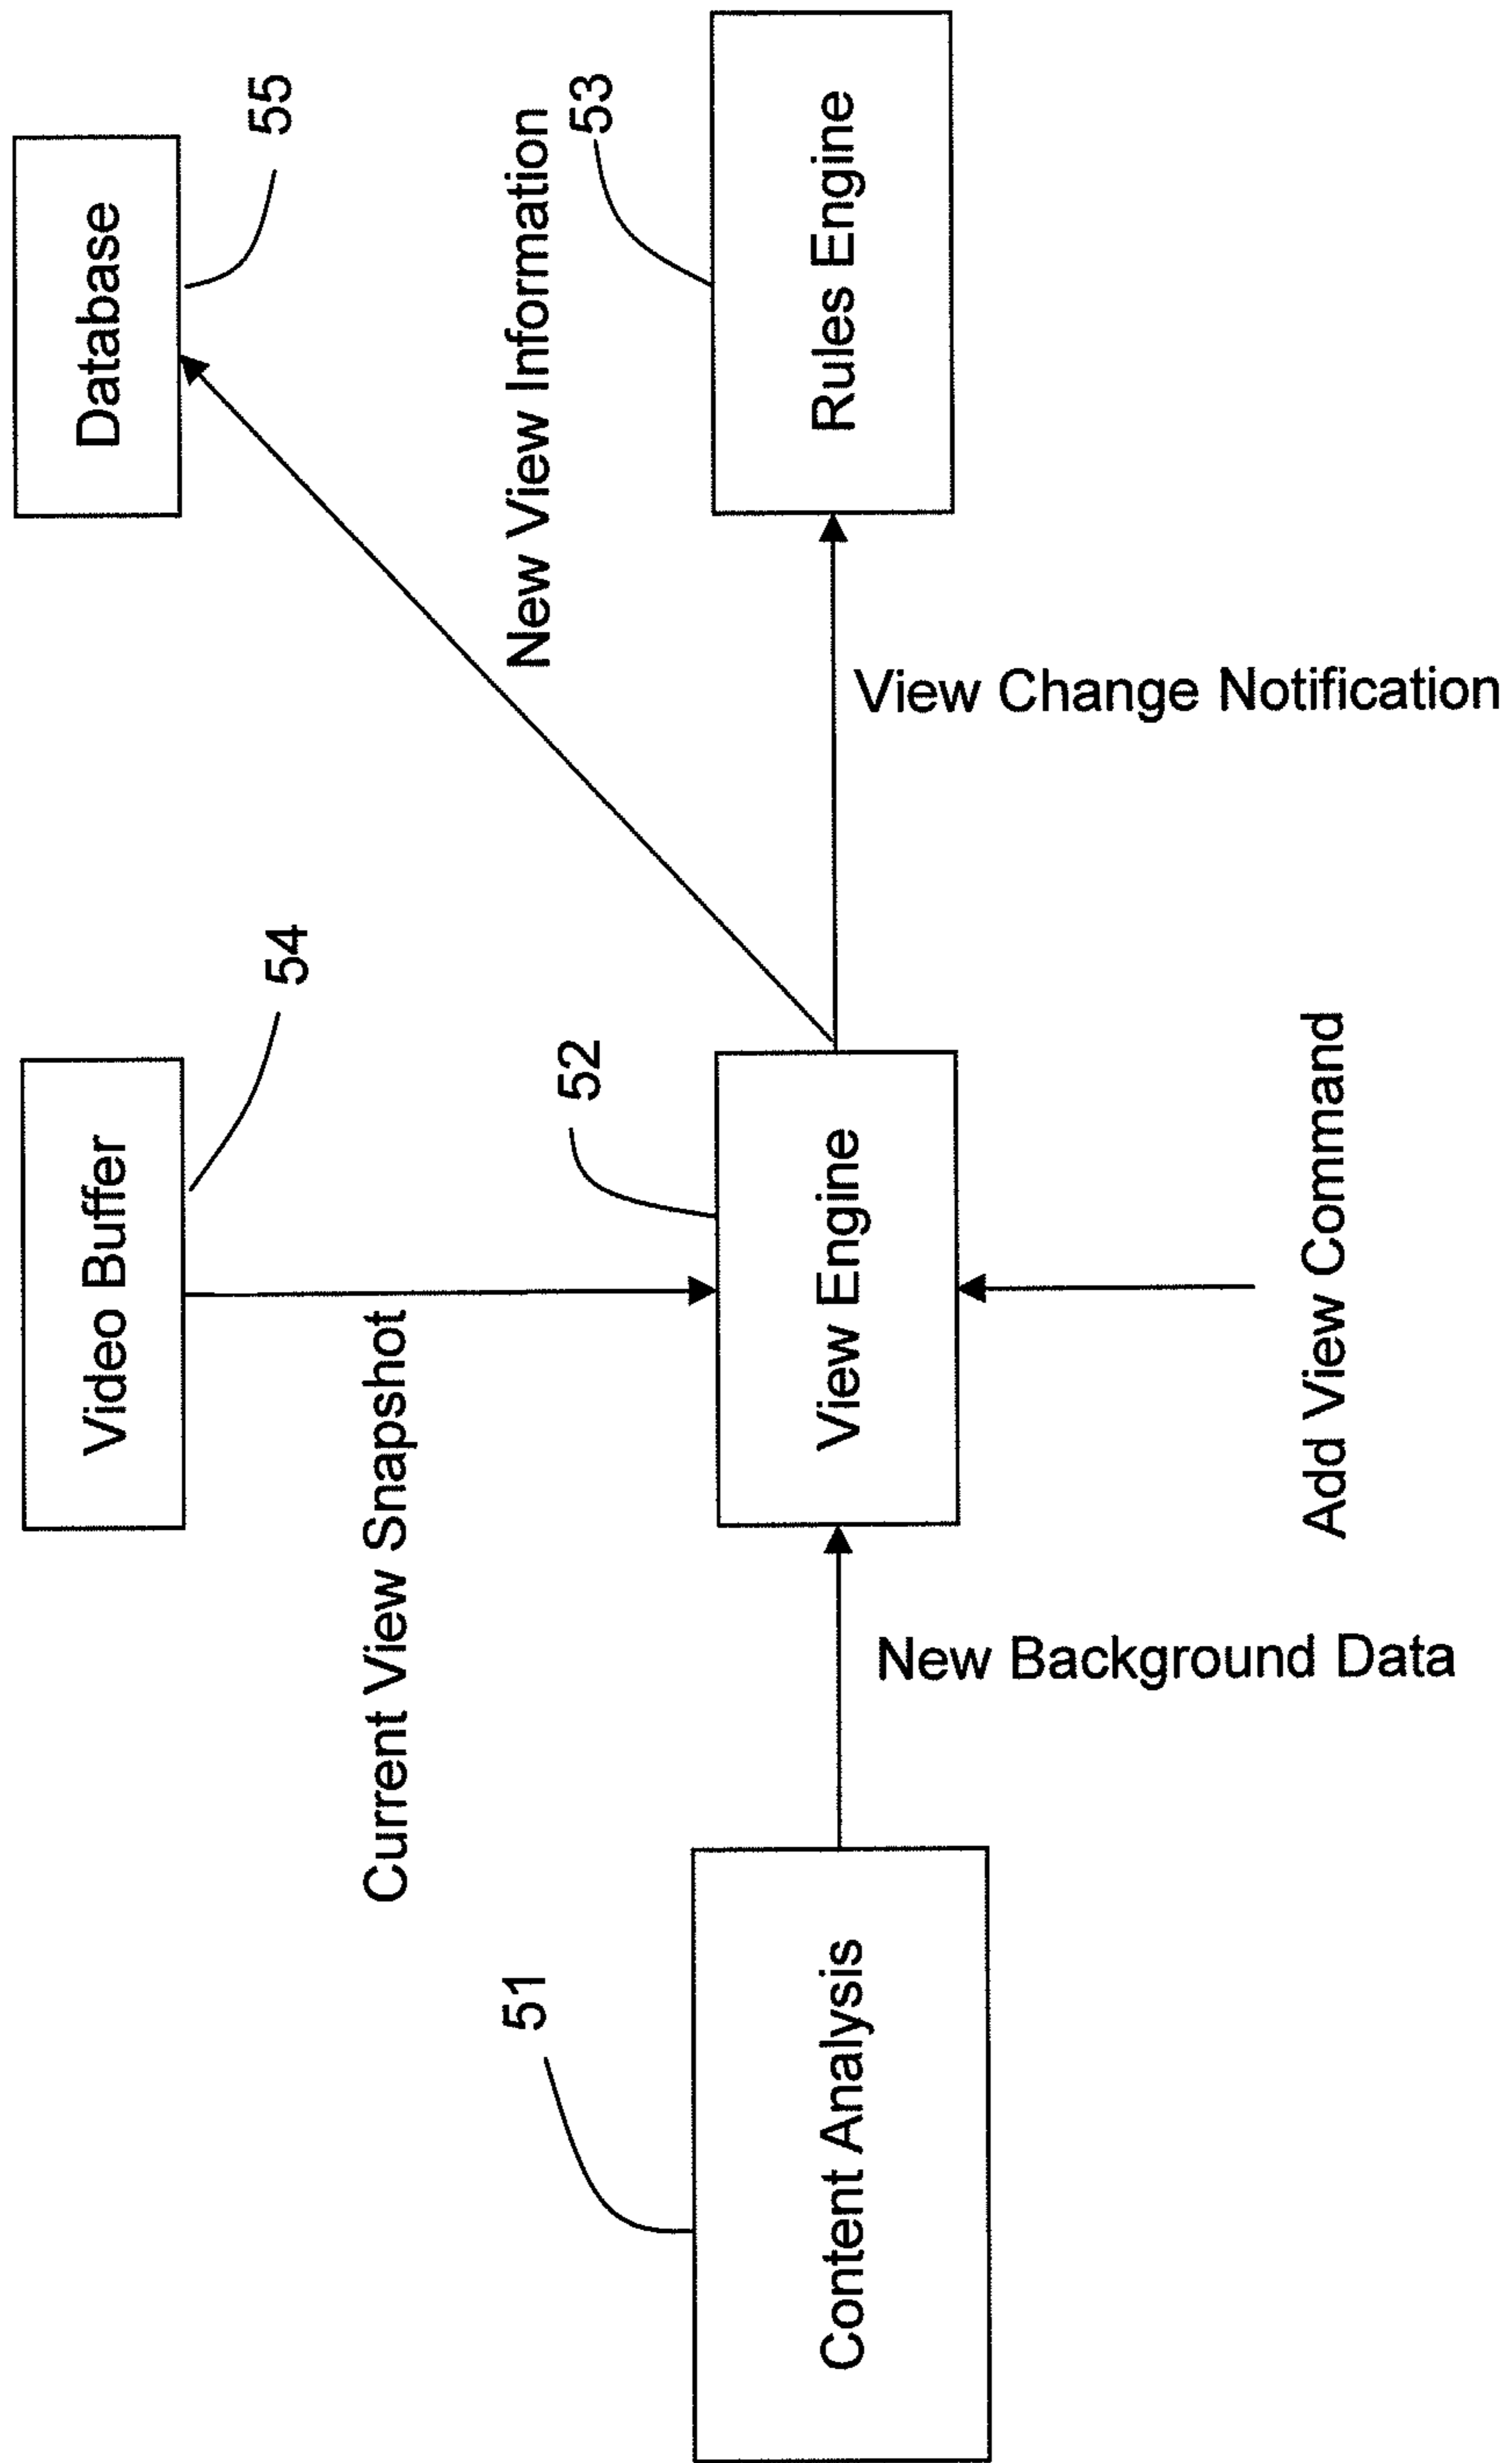 Video Buffer
54
Database
55
Current View Snapshot
New View Information
51
52
53
Content Analysis
View Engine
Rules Engine
New Background Data
View Change Notification
Add View Command